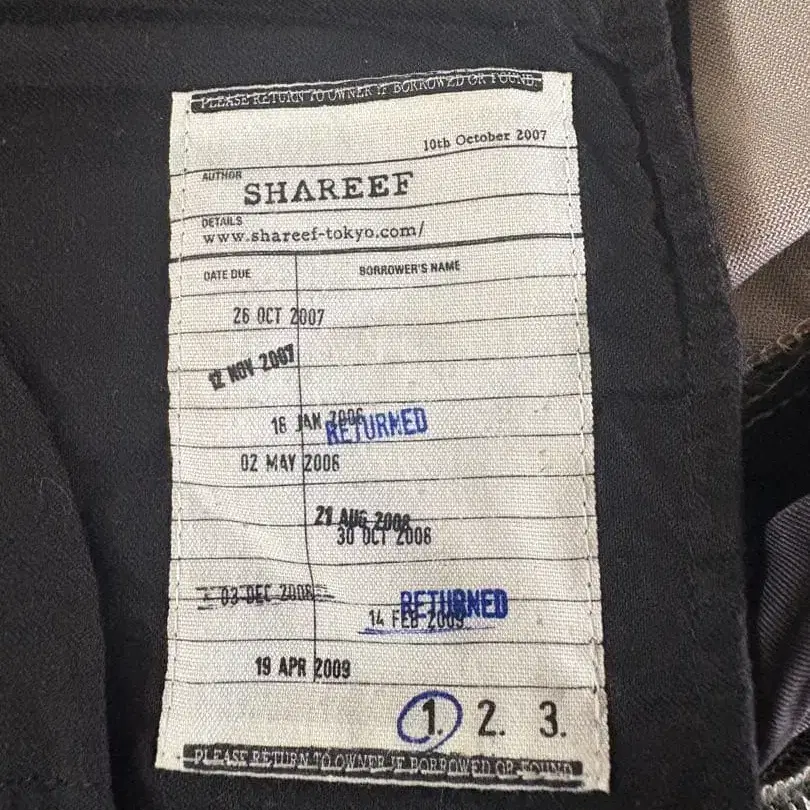 PLEASE RETURN TO OWNER IF BORROWED OR FOUND.
10th October 2007
AUTHOR
SHAREEF
DETAILS
www.shareef-tokyo.com/
DATE DUE BORROWER'S NAME
26 OCT 2007
12 NOV 2007
16 JAN 2006
RETURNED
02 MAY 2006
21 AUG 2008
30 OCT 2008
03 DEC 2008
RETURNED
14 FEB 2009
19 APR 2009
1. 2. 3.
PLEASE RETURN TO OWNER IF BORROWED OR FOUND